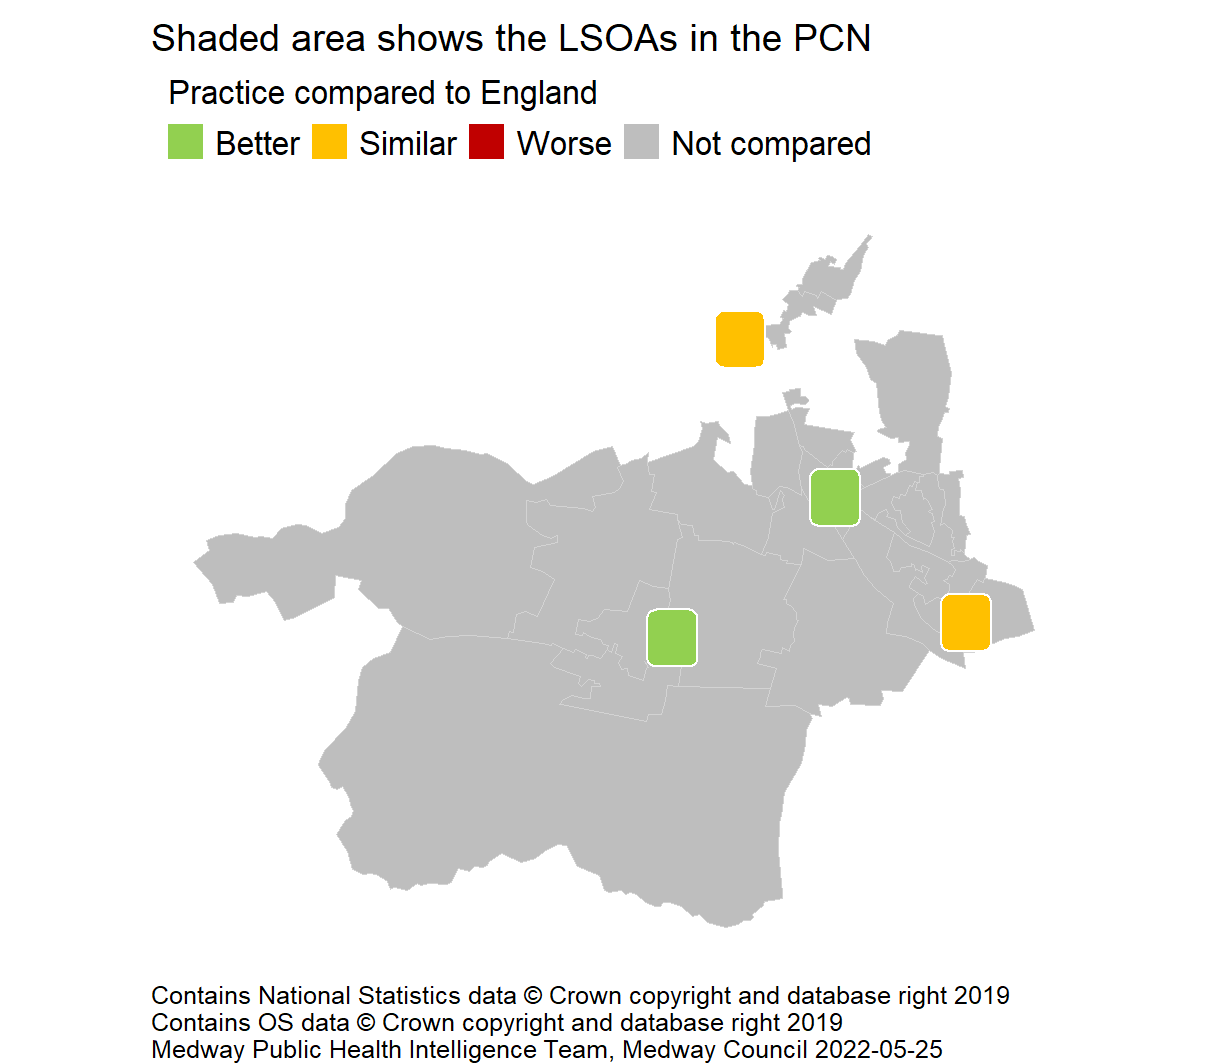 Shaded area shows the LSOAs in the PCN
Practice compared to England
Better Similar Worse Not compared
Contains National Statistics data © Crown copyright and database right 2019
Contains OS data © Crown copyright and database right 2019
Medway Public Health Intelligence Team, Medway Council 2022-05-25